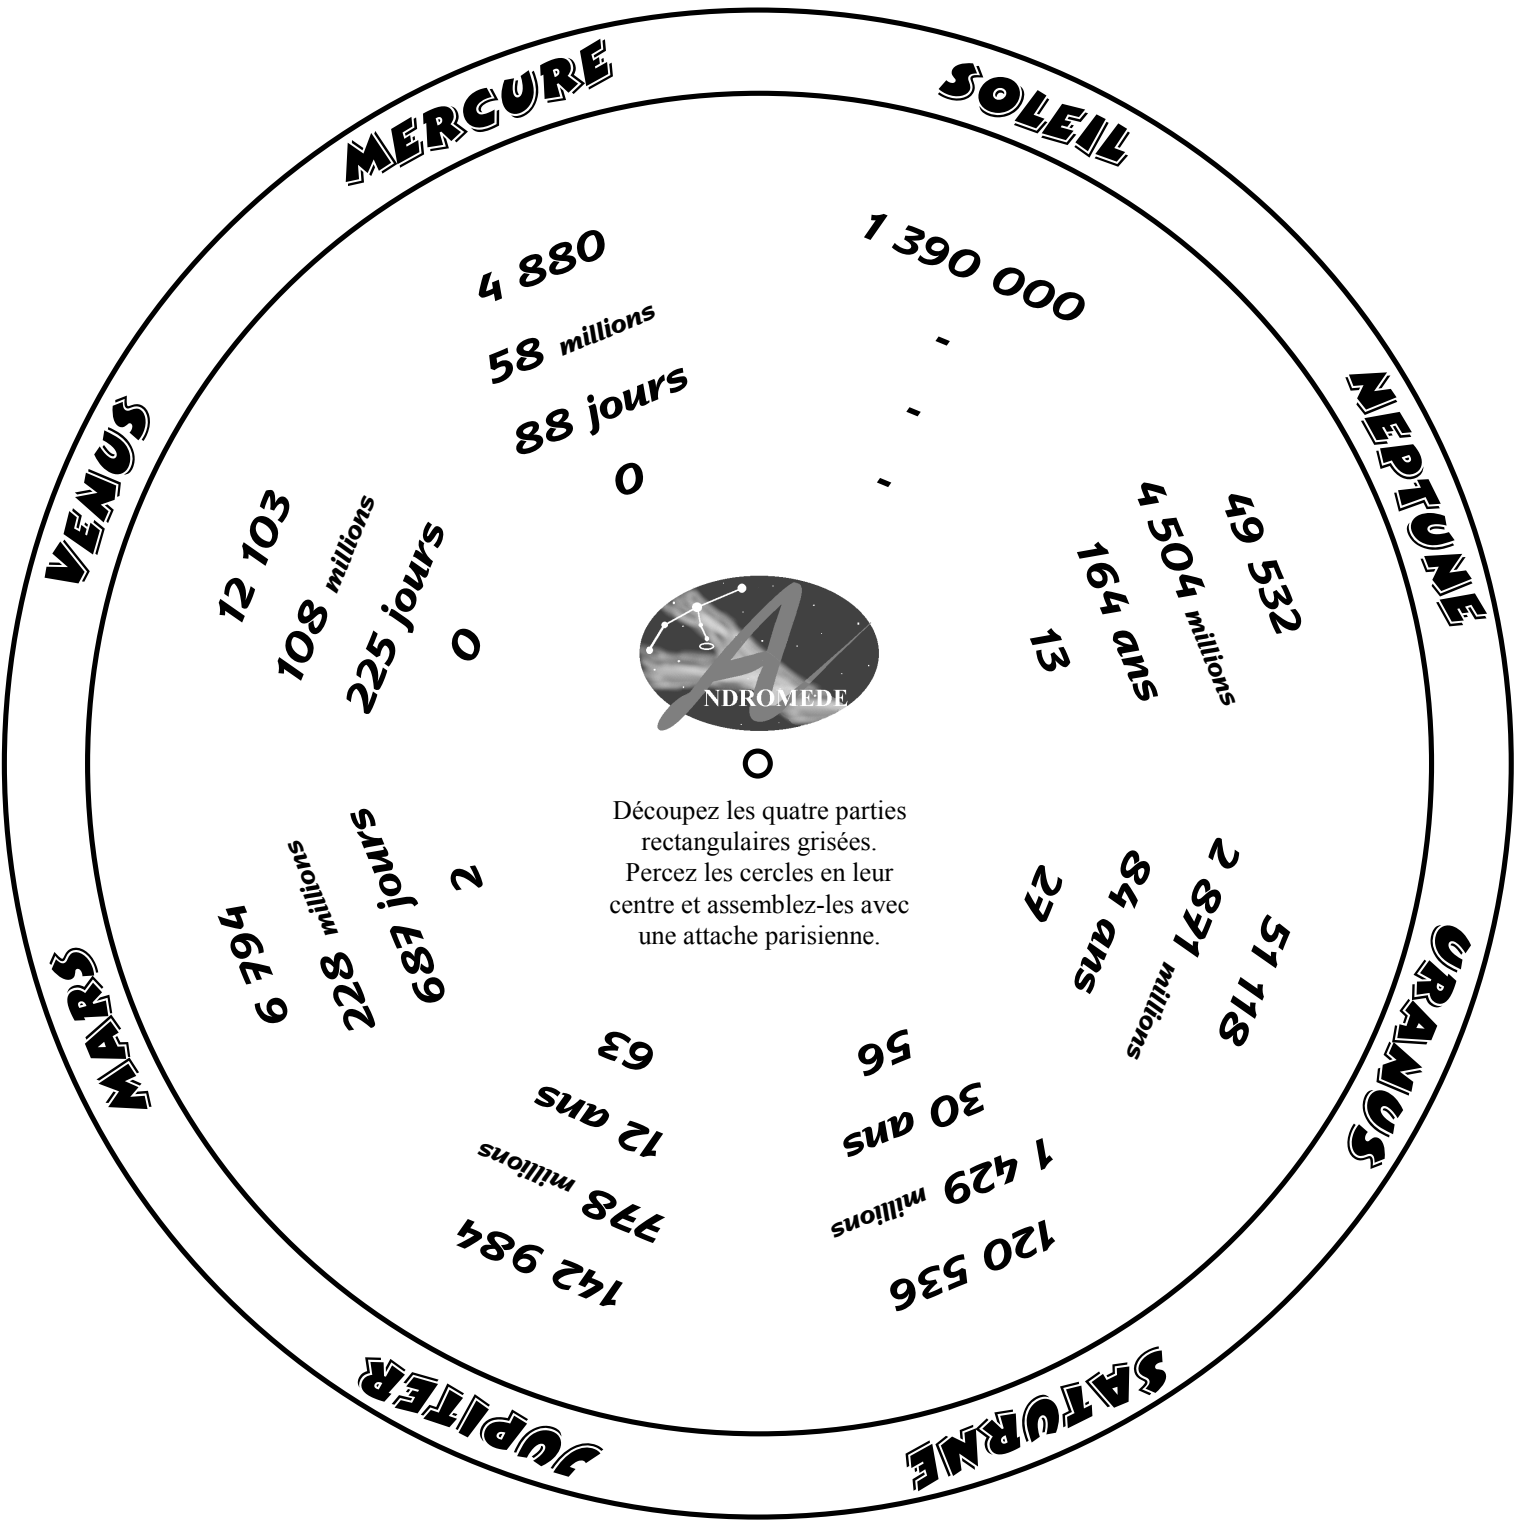 SOLEIL
1 390 000
-
-
-
NEPTUNE
49 532
4 504 millions
164 ans
13
URANUS
51 118
2 871 millions
84 ans
27
SATURNE
120 536
1 429 millions
30 ans
56
JUPITER
142 984
778 millions
12 ans
63
MARS
6 794
228 millions
687 jours
2
VENUS
12 103
108 millions
225 jours
0
MERCURE
4 880
58 millions
88 jours
0
ANDROMEDE
Découpez les quatre parties
rectangulaires grisées.
Percez les cercles en leur
centre et assemblez-les avec
une attache parisienne.